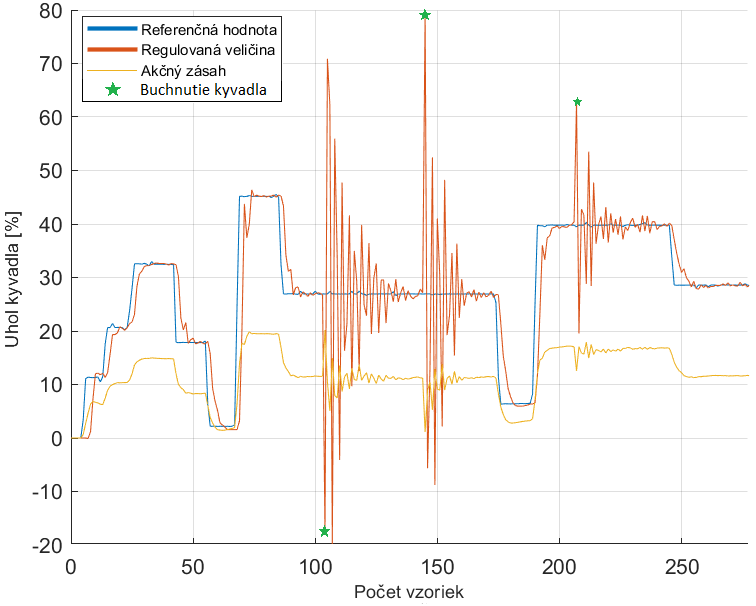 Referenčná hodnota
Regulovaná veličina
Akčný zásah
Buchnutie kyvadla
Uhol kyvadla [%]
80
70
60
50
40
30
20
10
0
-10
-20
0 50 100 150 200 250
Počet vzoriek